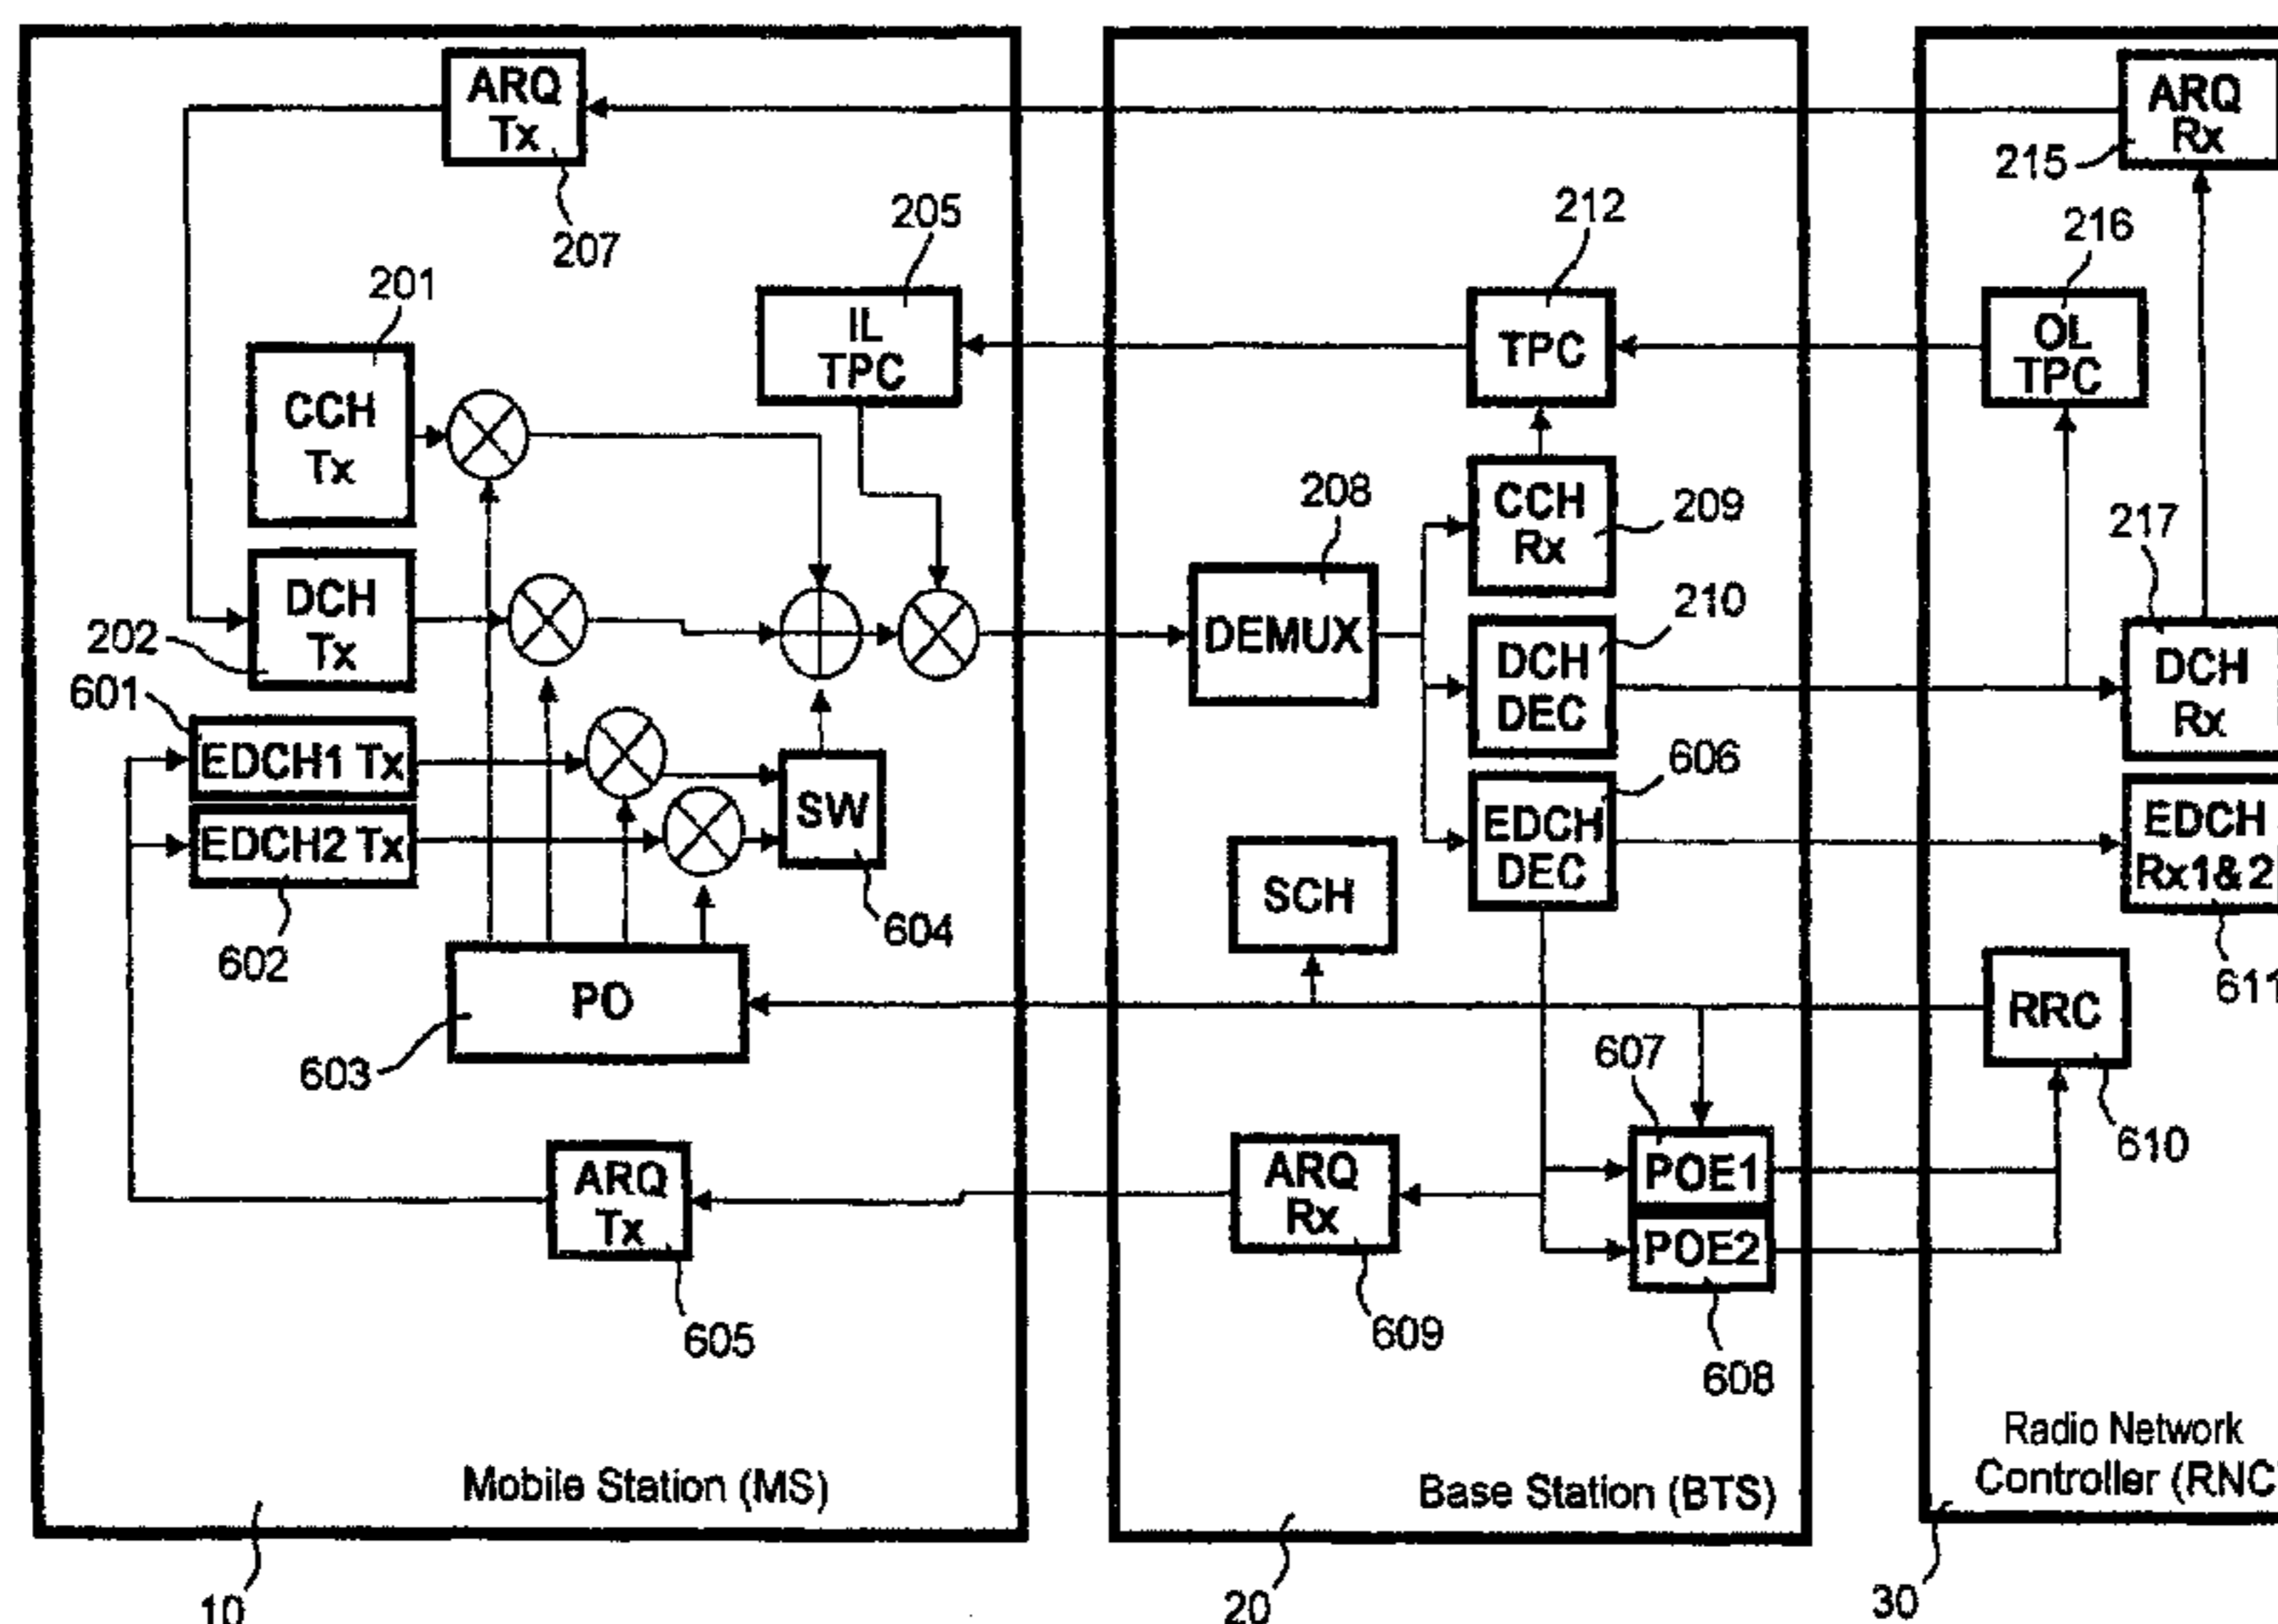 ARQ
Tx
207
ARQ
Rx
215
205
212
216
201
IL
TPC
TPC
OL
TPC
CCH
Tx
208
CCH
Rx
209
217
DCH
Tx
202
DEMUX
210
DCH
DEC
DCH
Rx
601
EDCH1 Tx
EDCH2 Tx
602
SW
604
606
EDCH
DEC
SCH
EDCH
Rx1&2
611
PO
603
RRC
610
607
POE1
POE2
608
ARQ
Tx
605
ARQ
Rx
609
Mobile Station (MS)
Base Station (BTS)
Radio Network
Controller (RNC
10
20
30